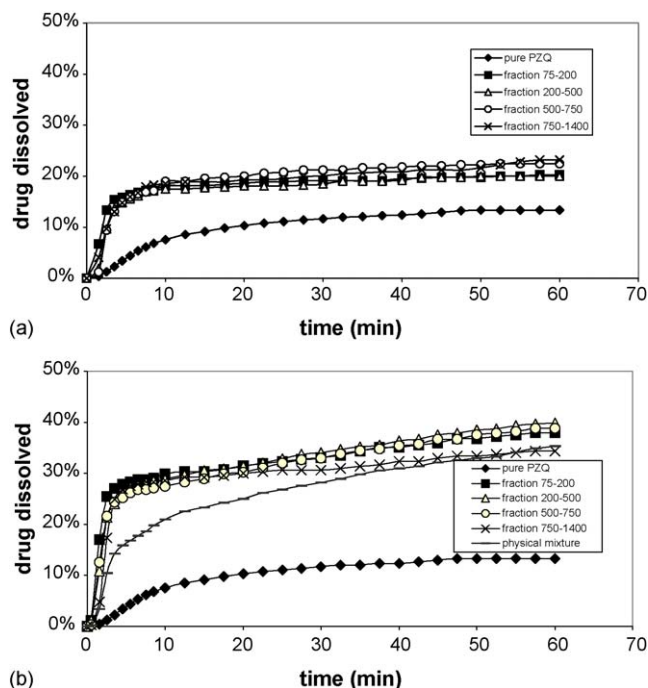 50%
40%
30%
20%
10%
0%
drug dissolved
pure PZQ
fraction 75-200
fraction 200-500
fraction 500-750
fraction 750-1400
0 10 20 30 40 50 60 70
time (min)
(a)
50%
40%
30%
20%
10%
0%
drug dissolved
pure PZQ
fraction 75-200
fraction 200-500
fraction 500-750
fraction 750-1400
physical mixture
0 10 20 30 40 50 60 70
time (min)
(b)